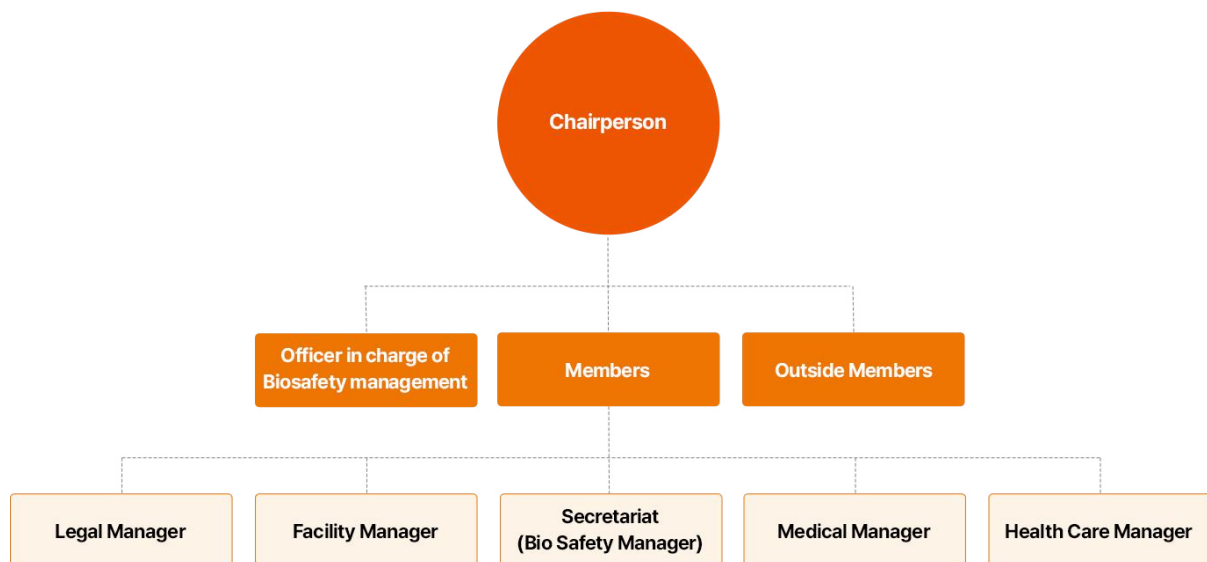 Chairperson
Officer in charge of
Biosafety management
Members
Outside Members
Legal Manager
Facility Manager
Secretariat
(Bio Safety Manager)
Medical Manager
Health Care Manager